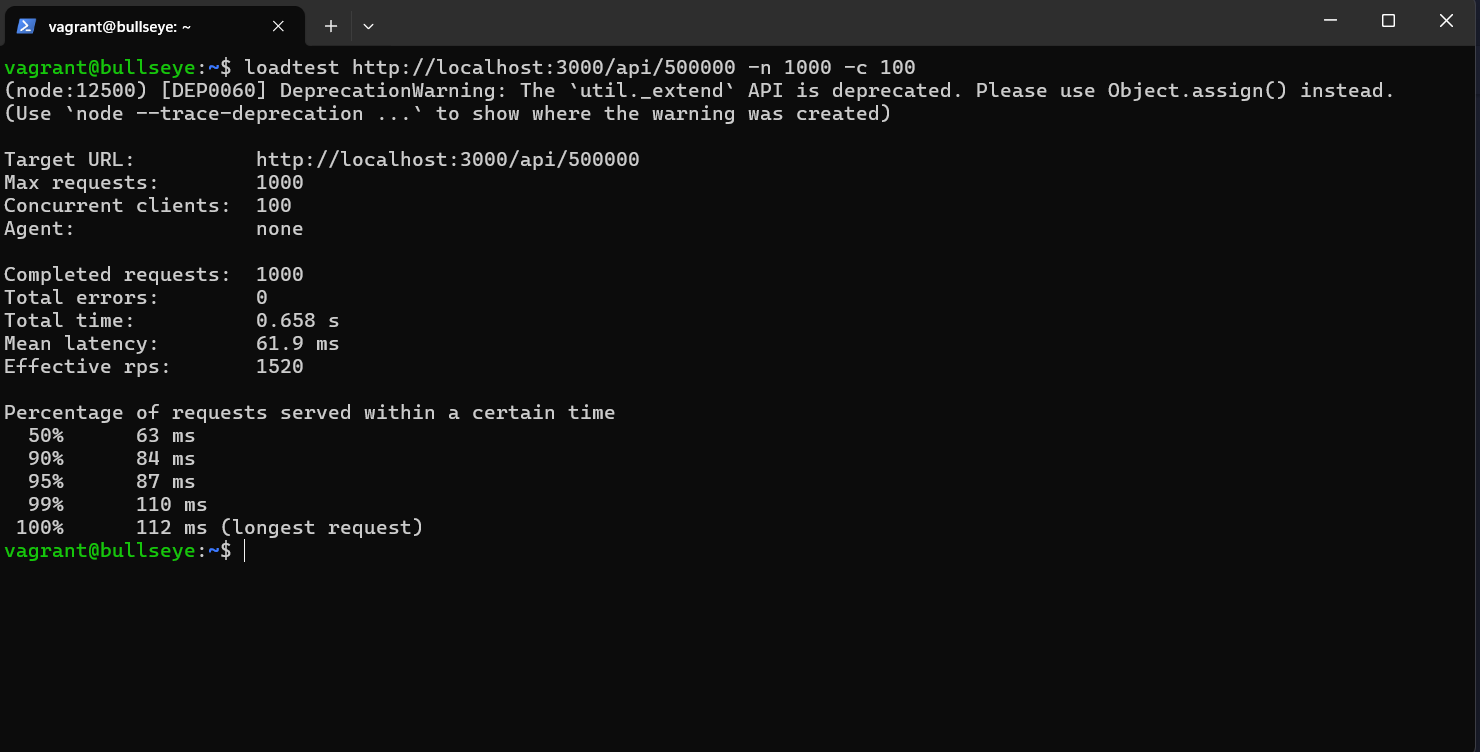 vagrant@bullseye: ~
vagrant@bullseye:~$ loadtest http://localhost:3000/api/500000 -n 1000 -c 100
(node:12500) [DEP0060] DeprecationWarning: The `util._extend` API is deprecated. Please use Object.assign() instead.
(Use `node --trace-deprecation ...` to show where the warning was created)
Target URL: http://localhost:3000/api/500000
Max requests: 1000
Concurrent clients: 100
Agent: none
Completed requests: 1000
Total errors: 0
Total time: 0.658 s
Mean latency: 61.9 ms
Effective rps: 1520
Percentage of requests served within a certain time
50% 63 ms
90% 84 ms
95% 87 ms
99% 110 ms
100% 112 ms (longest request)
vagrant@bullseye:~$